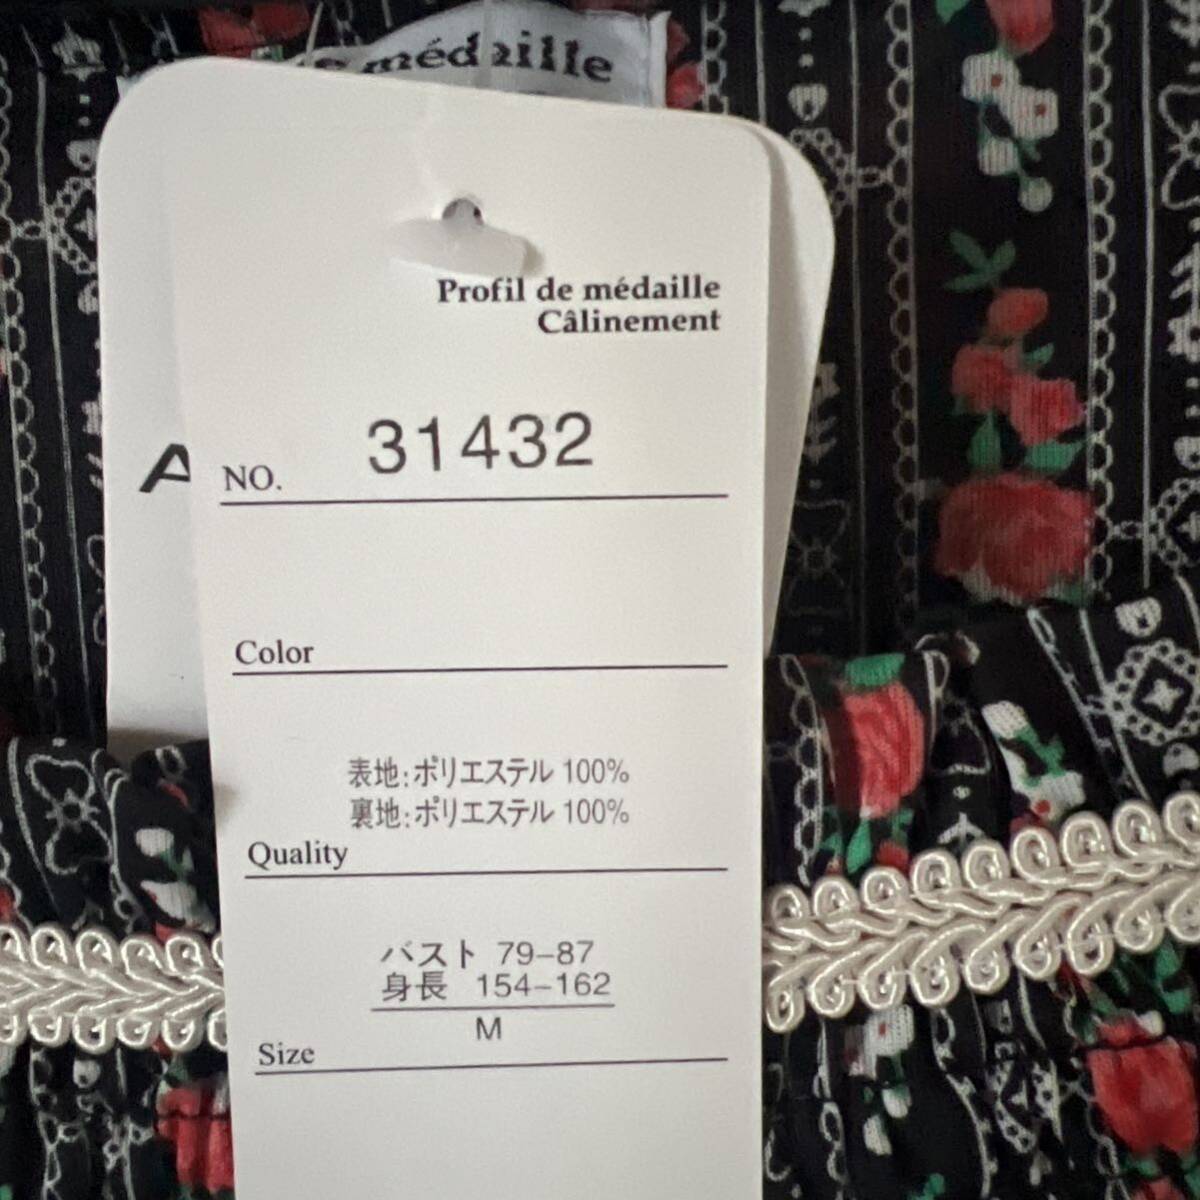 médaille
Profil de médaille
Câlinement
NO. 31432
A
Color
表地:ポリエステル 100%
裏地:ポリエステル 100%
Quality
バスト 79–87
身長 154–162
M
Size